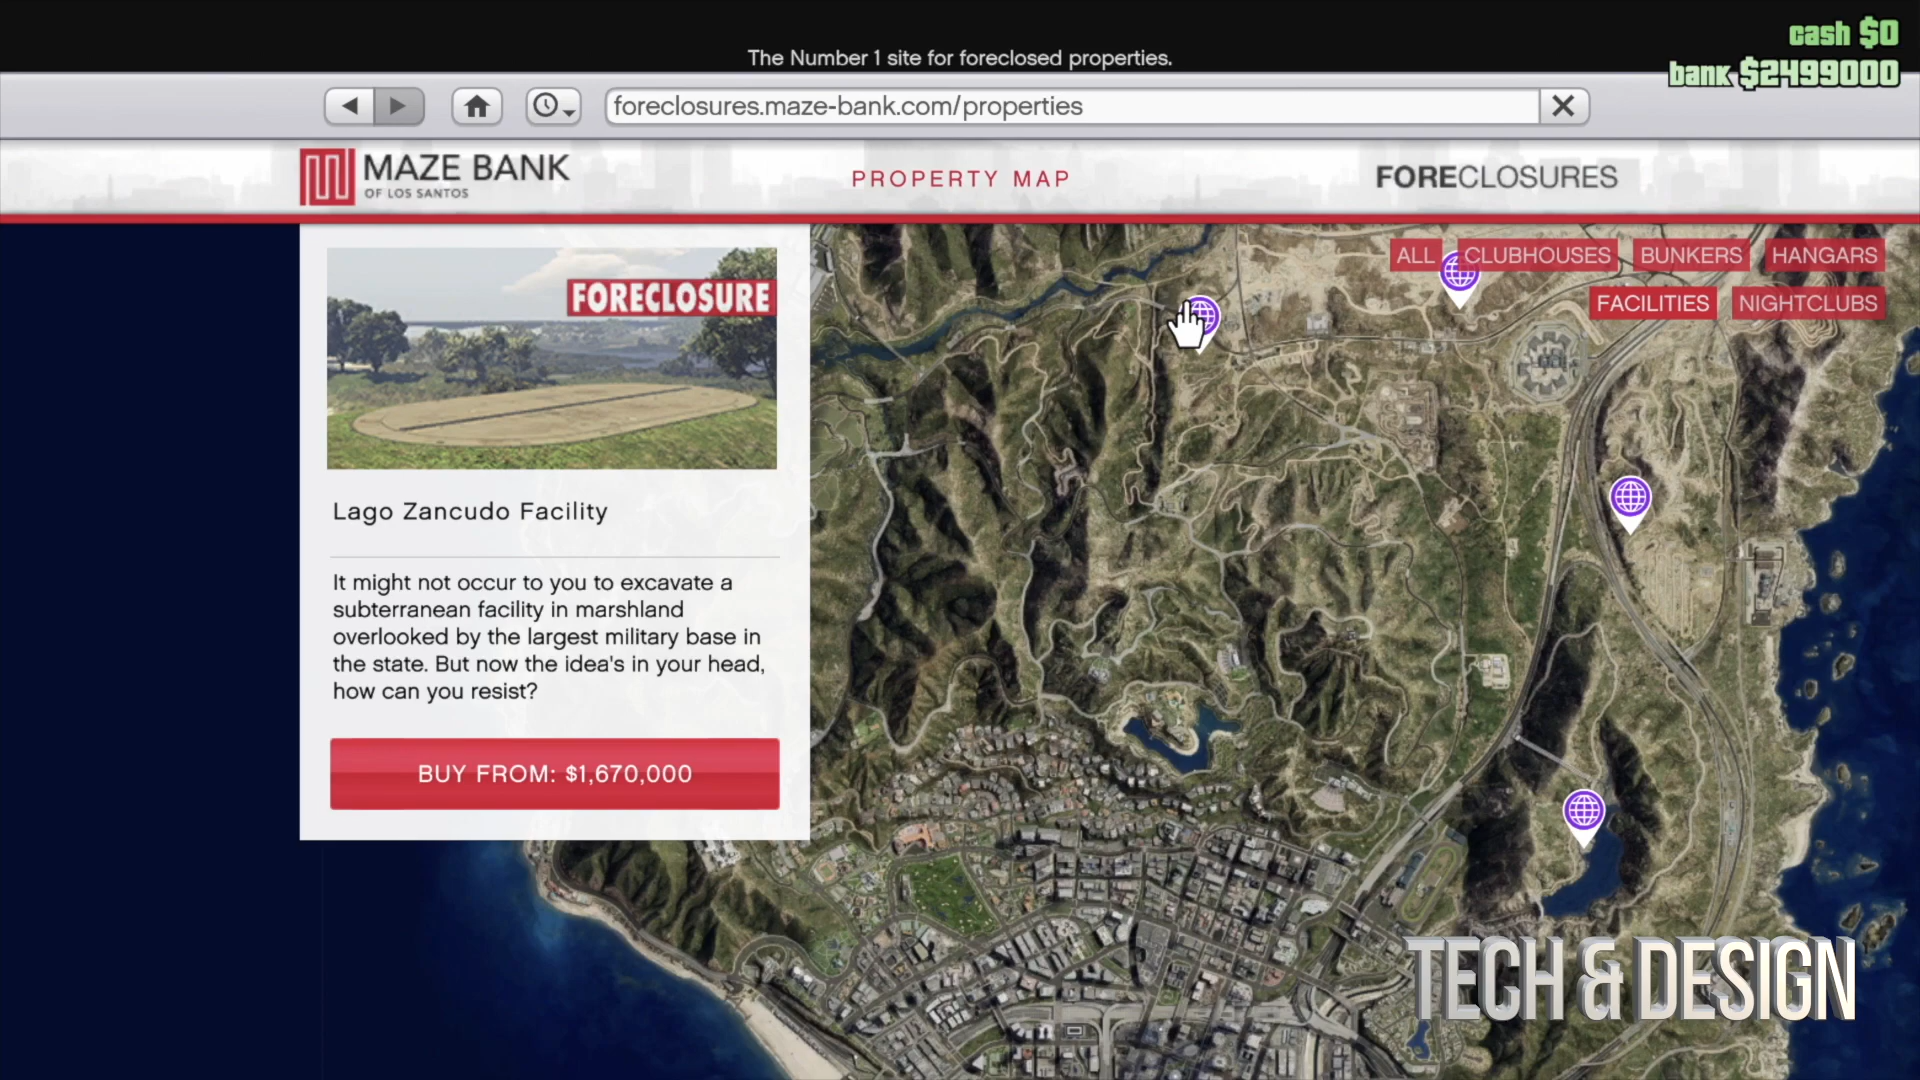 cash $0
The Number 1 site for foreclosed properties.
bank $2499000
foreclosures.maze-bank.com/properties
MAZE BANK
OF LOS SANTOS
PROPERTY MAP
FORECLOSURES
FORECLOSURE
ALL
CLUBHOUSES
BUNKERS
HANGARS
FACILITIES
NIGHTCLUBS
Lago Zancudo Facility
It might not occur to you to excavate a
subterranean facility in marshland
overlooked by the largest military base in
the state. But now the idea's in your head,
how can you resist?
BUY FROM: $1,670,000
TECH & DESIGN